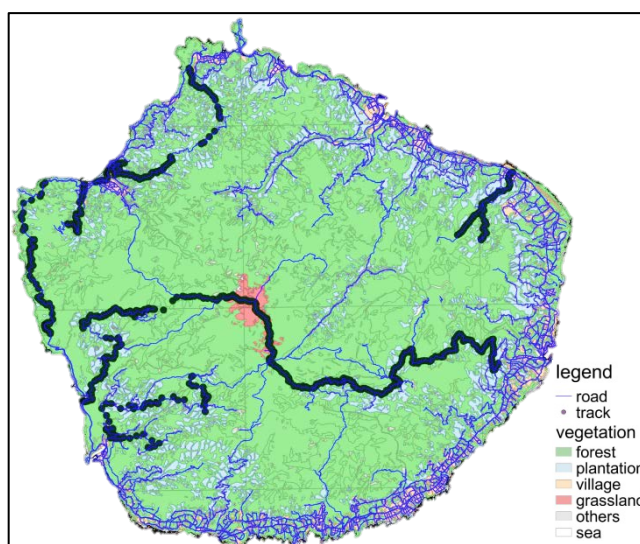 legend
road
track
vegetation
forest
plantation
village
grassland
others
sea